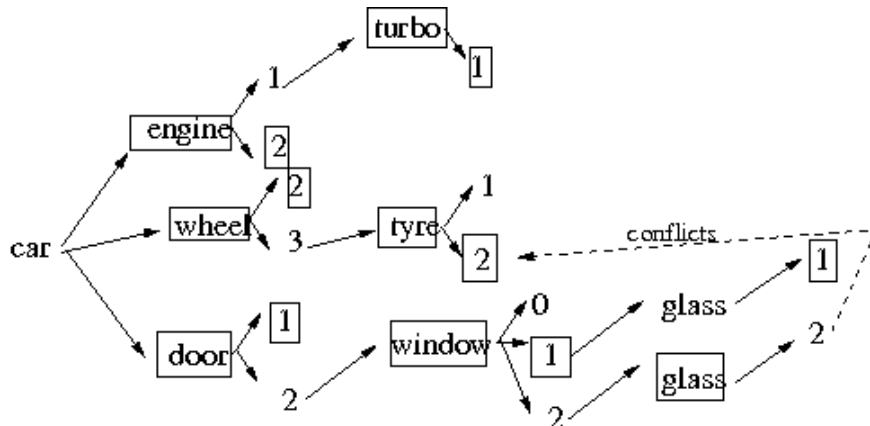 turbo
1
1
engine
2
2
wheel
3
tyre
1
2
car
conflicts
1
glass
0
door
1
window
1
2
glass
2
2